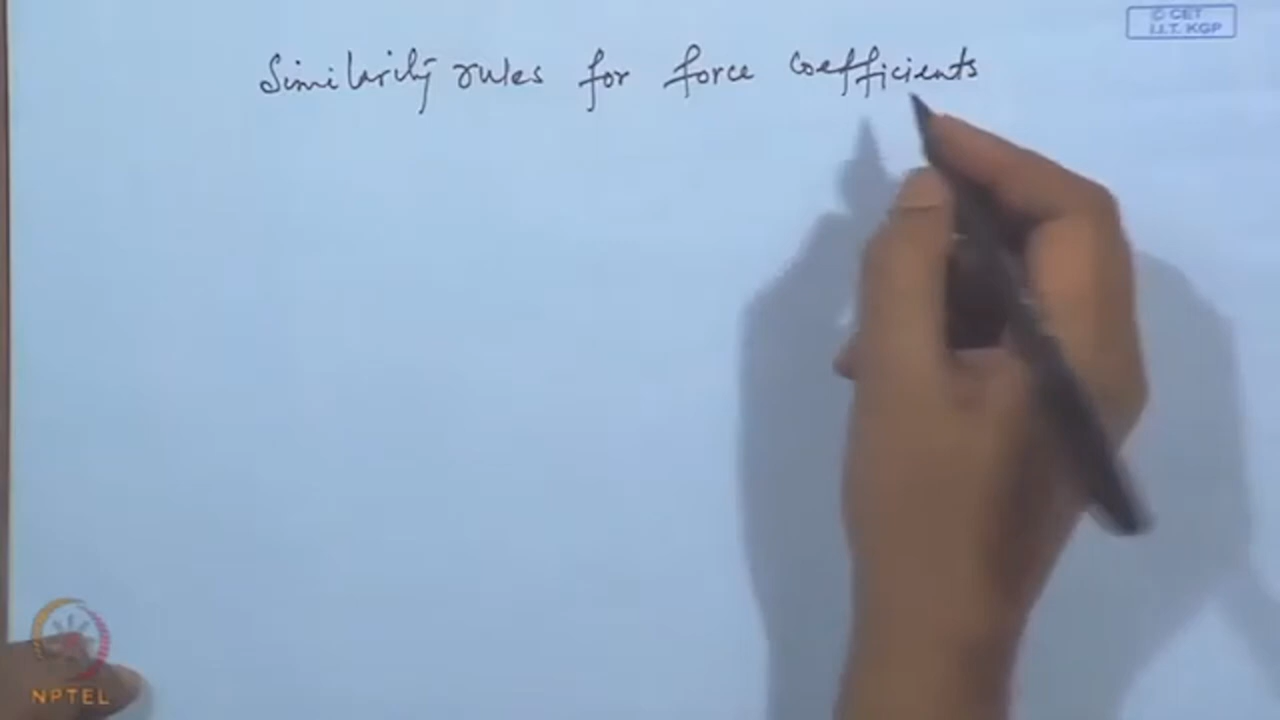 © CET
I.I.T. KGP
Similarity rules for force coefficients
NPTEL